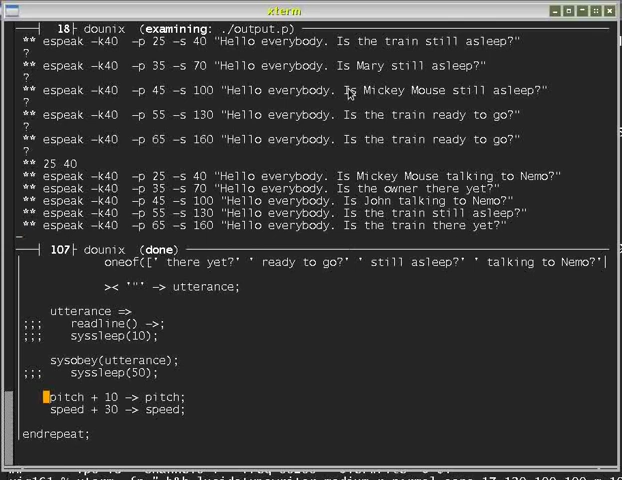 xterm
18 dounix (examining: ./output.p)
** espeak -k40 -p 25 -s 40 "Hello everybody. Is the train still asleep?"
?
** espeak -k40 -p 35 -s 70 "Hello everybody. Is Mary still asleep?"
?
** espeak -k40 -p 45 -s 100 "Hello everybody. Is Mickey Mouse still asleep?"
?
** espeak -k40 -p 55 -s 130 "Hello everybody. Is the train ready to go?"
?
** espeak -k40 -p 65 -s 160 "Hello everybody. Is the train ready to go?"
?
** 25 40
** espeak -k40 -p 25 -s 40 "Hello everybody. Is Mickey Mouse talking to Nemo?"
** espeak -k40 -p 35 -s 70 "Hello everybody. Is the owner there yet?"
** espeak -k40 -p 45 -s 100 "Hello everybody. Is John talking to Nemo?"
** espeak -k40 -p 55 -s 130 "Hello everybody. Is the train still asleep?"
** espeak -k40 -p 65 -s 160 "Hello everybody. Is the train there yet?"
107 dounix (done)
oneof([' there yet?' ' ready to go?' ' still asleep?' ' talking to Nemo?'
>< '"' -> utterance;
utterance =>
;;; readline() ->;
;;; syssleep(10);
sysobey(utterance);
;;; syssleep(50);
pitch + 10 -> pitch;
speed + 30 -> speed;
endrepeat;